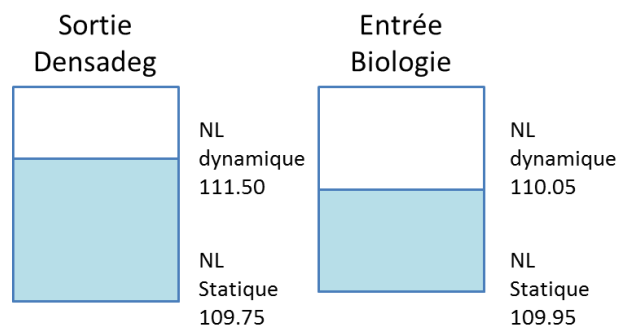 Sortie
Densadeg
Entrée
Biologie
NL
dynamique
111.50
NL
dynamique
110.05
NL
Statique
109.75
NL
Statique
109.95